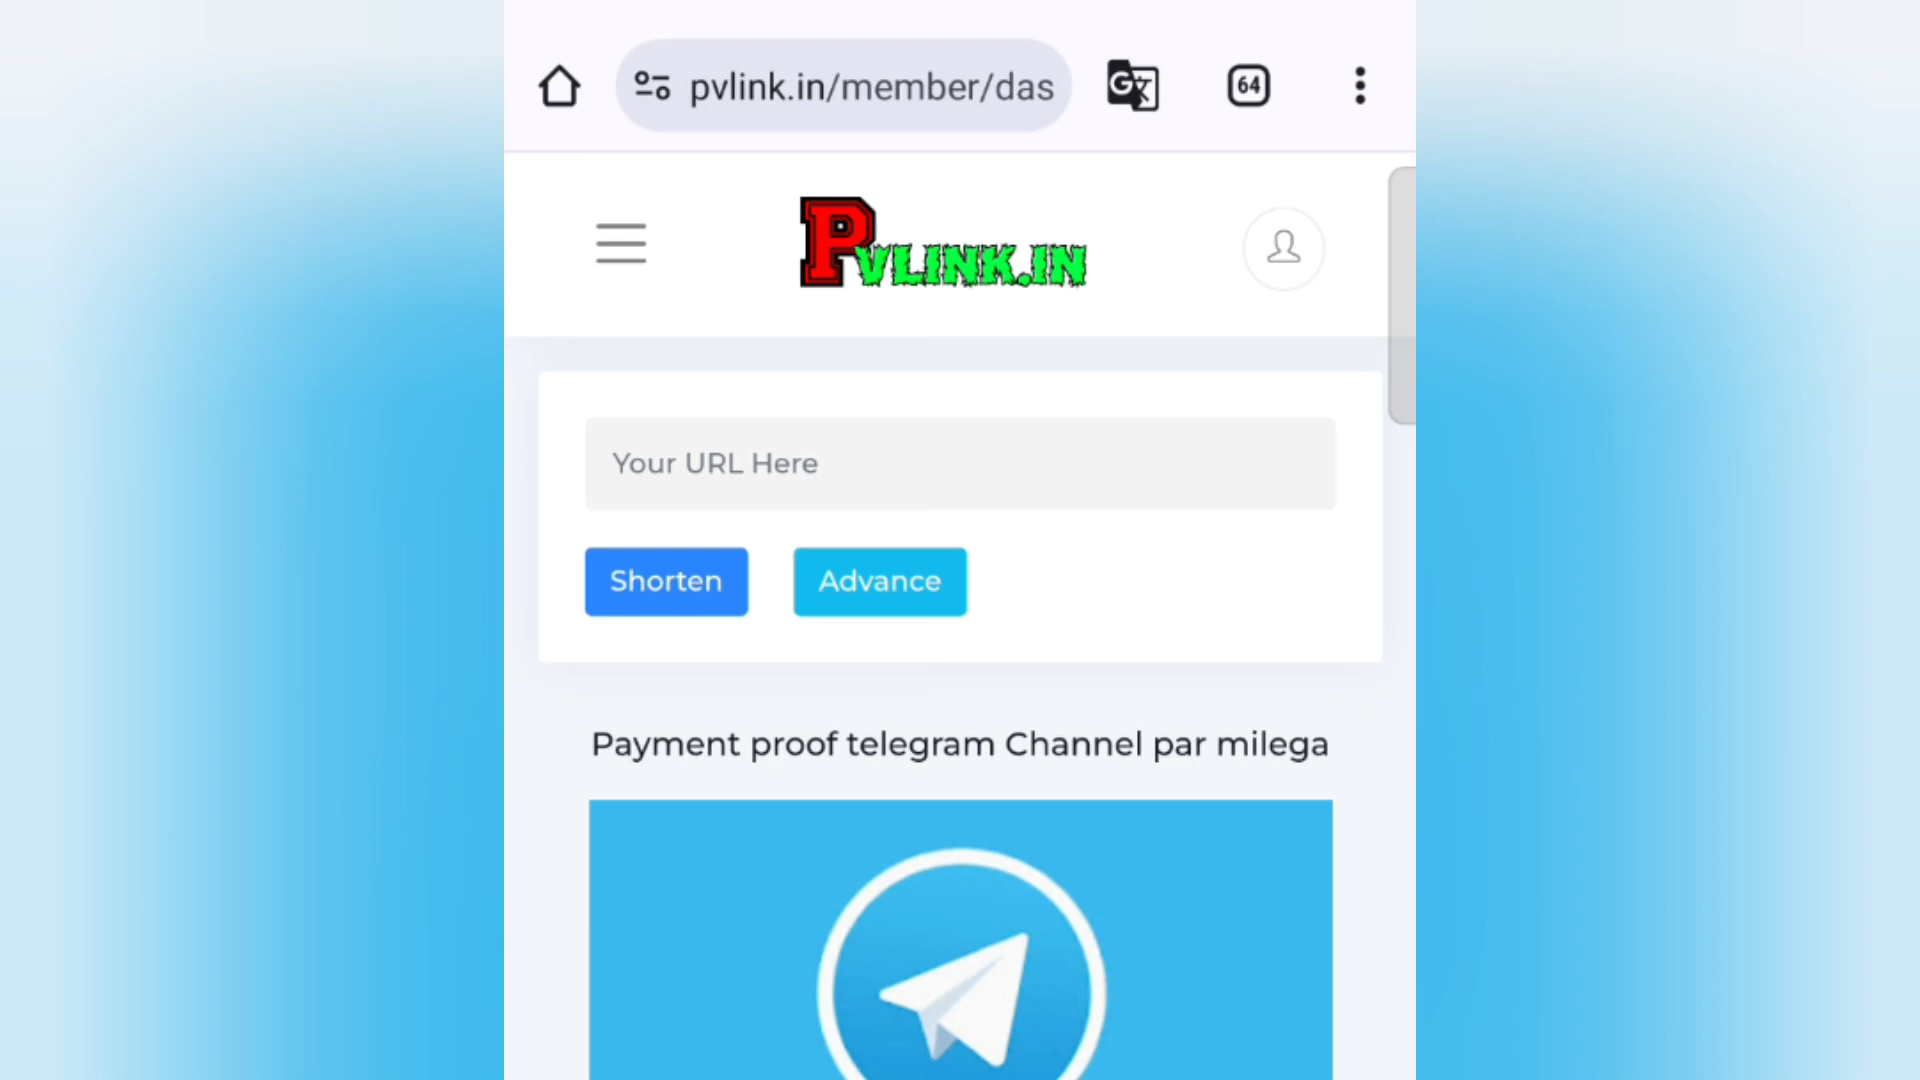 pvlink.in/member/das
64
PVLINK.IN
Your URL Here
Shorten
Advance
Payment proof telegram Channel par milega